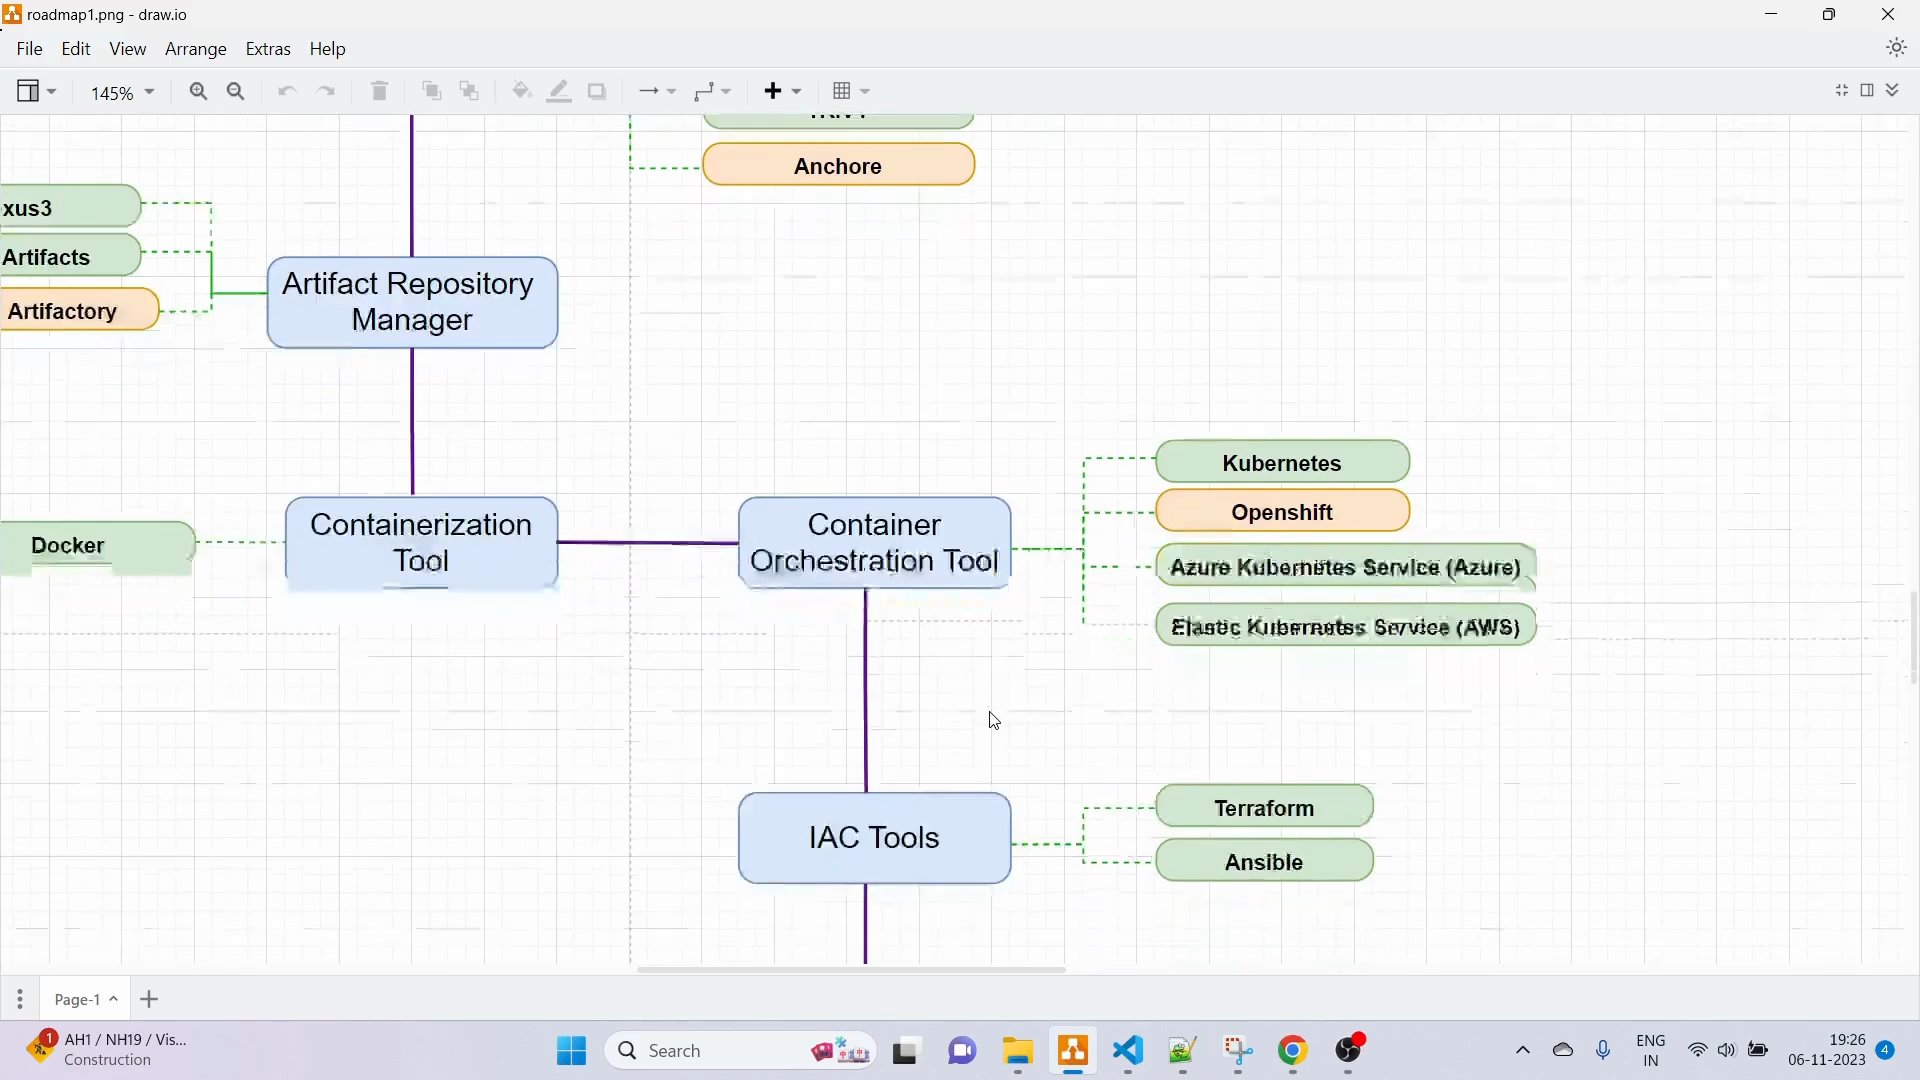 roadmap1.png - draw.io
File Edit View Arrange Extras Help
145%
Anchore
xus3
Artifacts
Artifactory
Artifact Repository
Manager
Docker
Containerization
Tool
Container
Orchestration Tool
Kubernetes
Openshift
Azure Kubernetes Service (Azure)
Elastic Kubernetes Service (AWS)
IAC Tools
Terraform
Ansible
Page-1
1
AH1 / NH19 / Vis...
Construction
Search
ENG
IN
19:26
06-11-2023
4